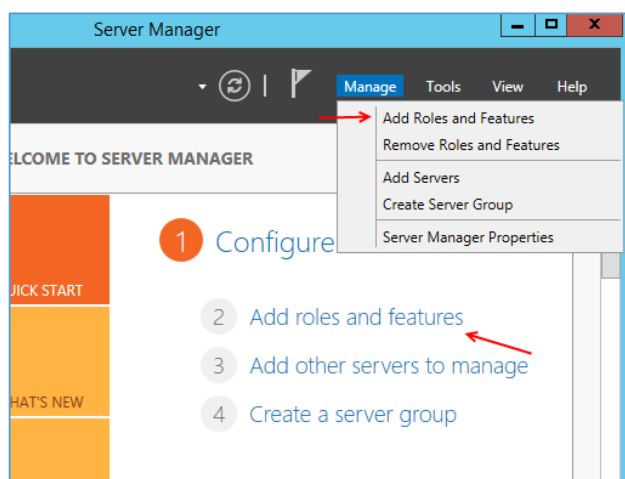 Server Manager
Manage Tools View Help
Add Roles and Features
Remove Roles and Features
Add Servers
Create Server Group
Server Manager Properties
ELCOME TO SERVER MANAGER
1 Configure
UICK START
2 Add roles and features
3 Add other servers to manage
HAT'S NEW
4 Create a server group